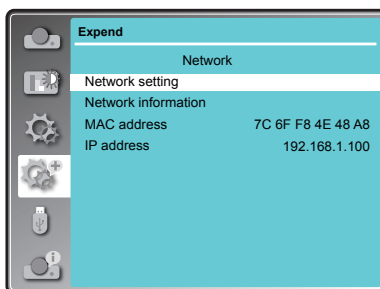 Expend
Network
Network setting
Network information
MAC address 7C 6F F8 4E 48 A8
IP address 192.168.1.100